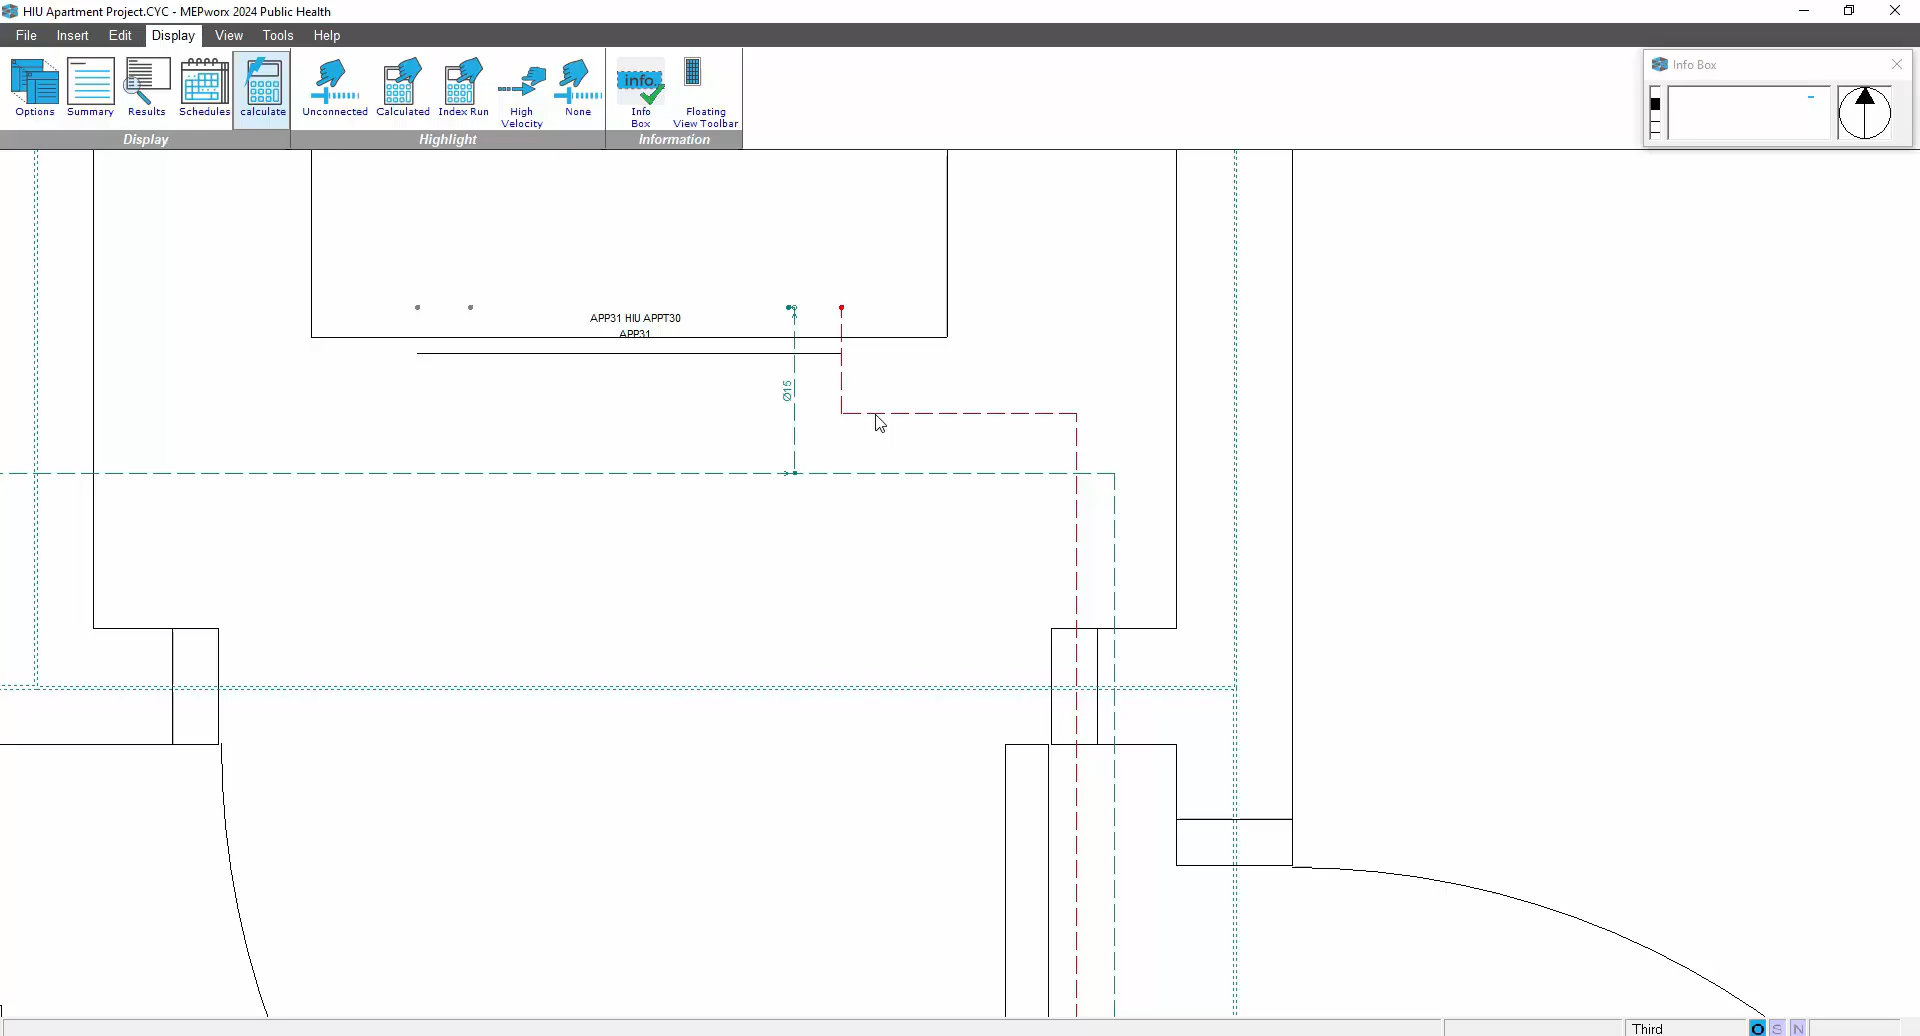 HIU Apartment Project.CYC - MEPworx 2024 Public Health
File Insert Edit Display View Tools Help
Info Box
Options Summary Results Schedules calculate Unconnected Calculated Index Run High Velocity None info. Info Box Floating View Toolbar
Display Highlight Information
APP31 HIU APPT30
APP31
Ø15
Third O S N